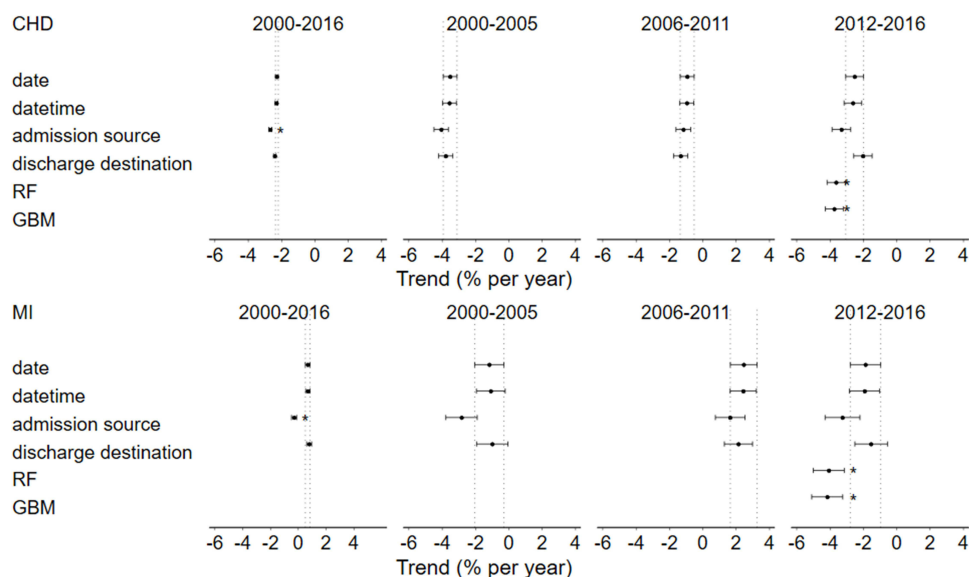 CHD 2000-2016 2000-2005 2006-2011 2012-2016
date
datetime
admission source *
discharge destination
RF *
GBM *
-6 -4 -2 0 2 4 -6 -4 -2 0 2 4 -6 -4 -2 0 2 4 -6 -4 -2 0 2 4
Trend (% per year)
MI 2000-2016 2000-2005 2006-2011 2012-2016
date
datetime
admission source *
discharge destination
RF *
GBM *
-6 -4 -2 0 2 4 -6 -4 -2 0 2 4 -6 -4 -2 0 2 4 -6 -4 -2 0 2 4
Trend (% per year)